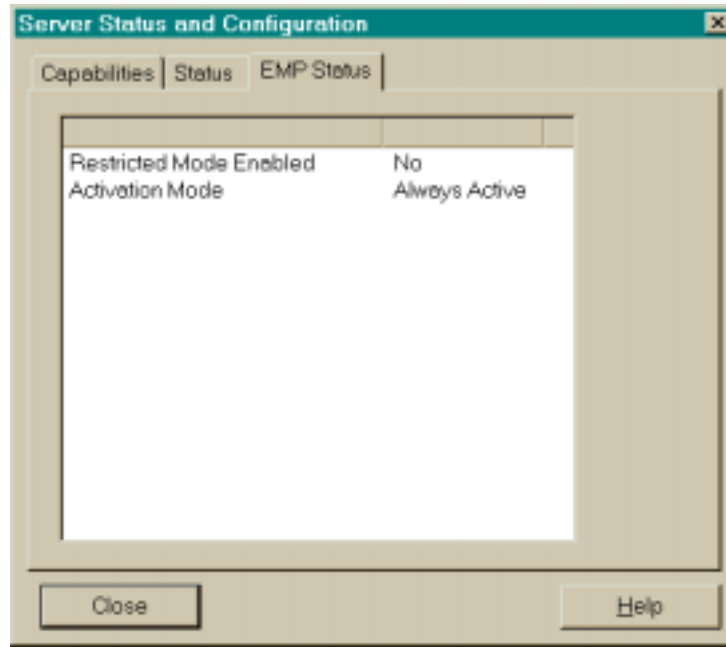 Server Status and Configuration
Capabilities Status EMP Status
Restricted Mode Enabled No
Activation Mode Always Active
Close Help